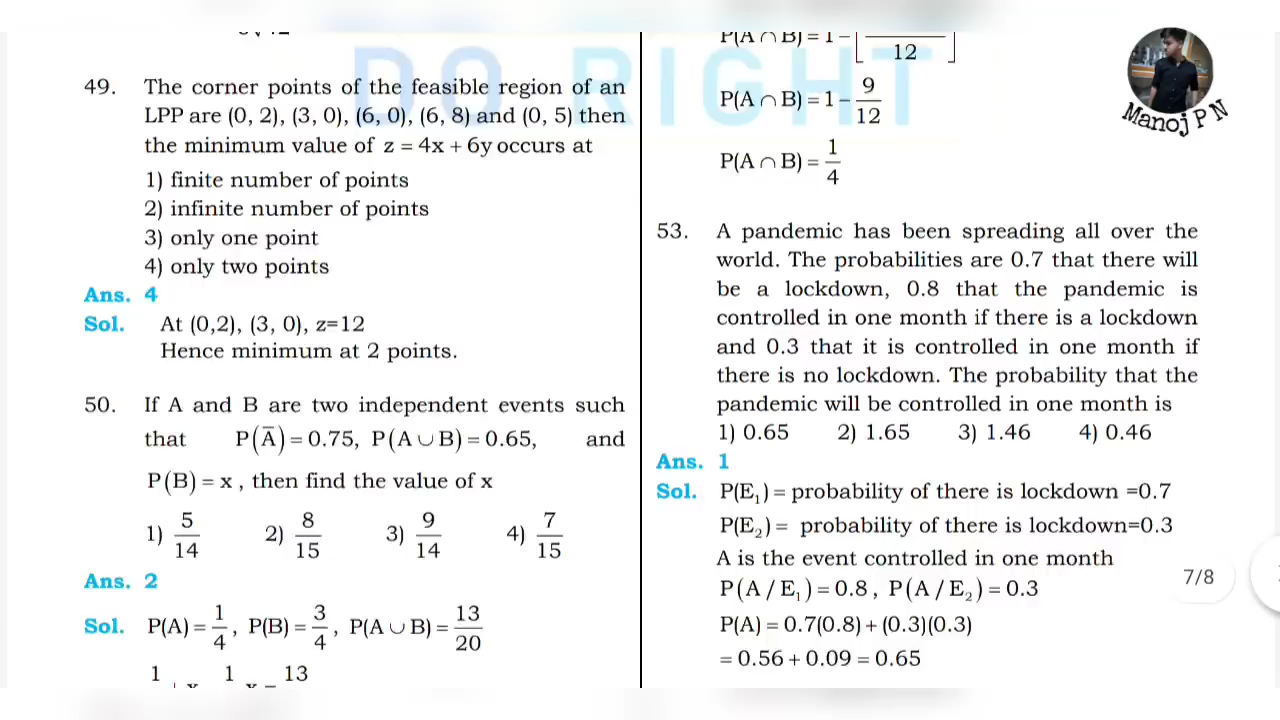 DO RIGHT
49. The corner points of the feasible region of an
LPP are (0, 2), (3, 0), (6, 0), (6, 8) and (0, 5) then
the minimum value of z = 4x + 6y occurs at
1) finite number of points
2) infinite number of points
3) only one point
4) only two points
Ans. 4
Sol. At (0,2), (3, 0), z=12
Hence minimum at 2 points.
50. If A and B are two independent events such
that P(A̅) = 0.75, P(A ∪ B) = 0.65, and
P(B) = x , then find the value of x
1) 5/14 2) 8/15 3) 9/14 4) 7/15
Ans. 2
Sol. P(A) = 1/4, P(B) = 3/4, P(A ∪ B) = 13/20
1 1 13
P(A ∩ B) = 1 − [ 12 ]
P(A ∩ B) = 1 − 9/12
P(A ∩ B) = 1/4
53. A pandemic has been spreading all over the
world. The probabilities are 0.7 that there will
be a lockdown, 0.8 that the pandemic is
controlled in one month if there is a lockdown
and 0.3 that it is controlled in one month if
there is no lockdown. The probability that the
pandemic will be controlled in one month is
1) 0.65 2) 1.65 3) 1.46 4) 0.46
Ans. 1
Sol. P(E₁) = probability of there is lockdown =0.7
P(E₂) = probability of there is lockdown=0.3
A is the event controlled in one month
P(A / E₁) = 0.8 , P(A / E₂) = 0.3
P(A) = 0.7(0.8) + (0.3)(0.3)
= 0.56 + 0.09 = 0.65
Manoj P N
7/8